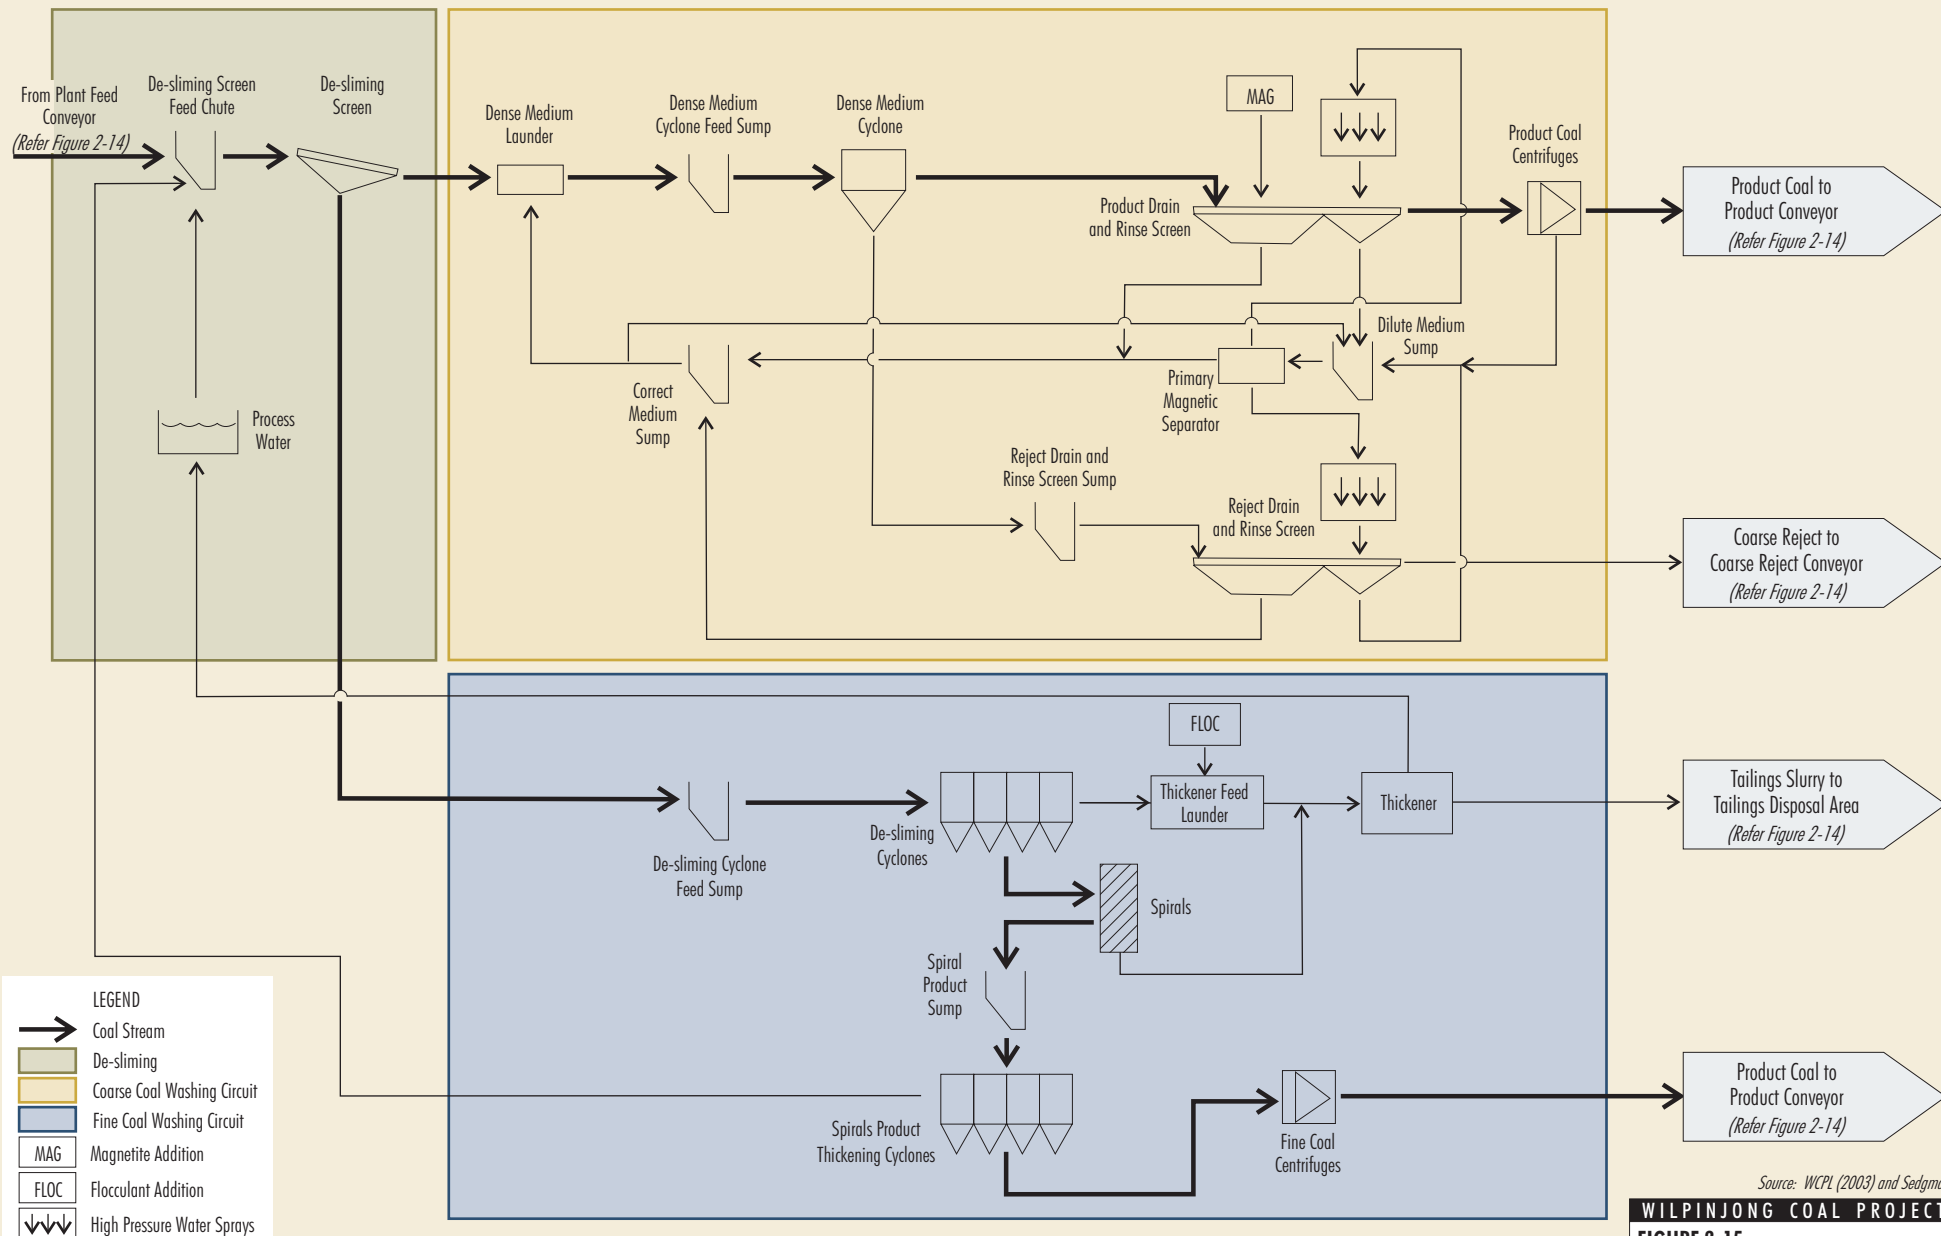 From Plant Feed
Conveyor
(Refer Figure 2-14)
De-sliming Screen
Feed Chute
De-sliming
Screen
Process
Water
Dense Medium
Launder
Dense Medium
Cyclone Feed Sump
Dense Medium
Cyclone
MAG
Product Drain
and Rinse Screen
Product Coal
Centrifuges
Product Coal to
Product Conveyor
(Refer Figure 2-14)
Dilute Medium
Sump
Primary
Magnetic
Separator
Correct
Medium
Sump
Reject Drain and
Rinse Screen Sump
Reject Drain
and Rinse Screen
Coarse Reject to
Coarse Reject Conveyor
(Refer Figure 2-14)
FLOC
Thickener Feed
Launder
Thickener
Tailings Slurry to
Tailings Disposal Area
(Refer Figure 2-14)
De-sliming
Cyclones
De-sliming Cyclone
Feed Sump
Spirals
Spiral
Product
Sump
Spirals Product
Thickening Cyclones
Fine Coal
Centrifuges
Product Coal to
Product Conveyor
(Refer Figure 2-14)
LEGEND
Coal Stream
De-sliming
Coarse Coal Washing Circuit
Fine Coal Washing Circuit
MAG Magnetite Addition
FLOC Flocculant Addition
High Pressure Water Sprays
Source: WCPL (2003) and Sedgma
WILPINJONG COAL PROJECT
FIGURE 2-15